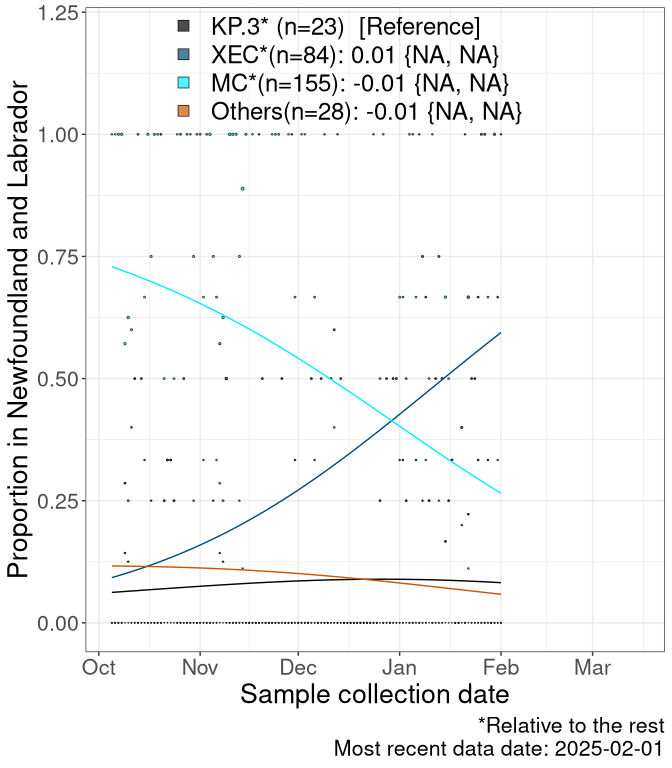 KP.3* (n=23)  [Reference]
XEC*(n=84): 0.01 {NA, NA}
MC*(n=155): -0.01 {NA, NA}
Others(n=28): -0.01 {NA, NA}
Proportion in Newfoundland and Labrador
1.25
1.00
0.75
0.50
0.25
0.00
Oct Nov Dec Jan Feb Mar
Sample collection date
*Relative to the rest
Most recent data date: 2025-02-01